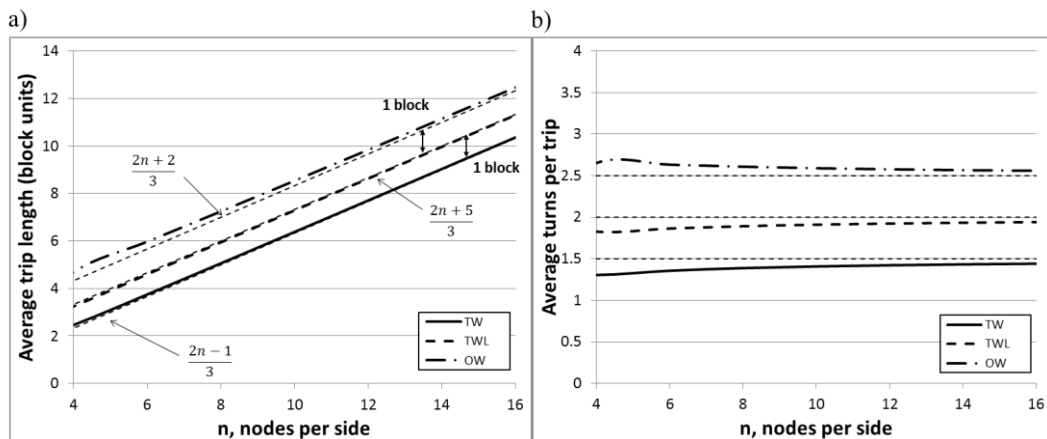 a)
Average trip length (block units)
14
12
10
8
6
4
2
0
1 block
1 block
2n + 2
3
2n + 5
3
2n − 1
3
TW
TWL
OW
4 6 8 10 12 14 16
n, nodes per side
b)
Average turns per trip
4
3.5
3
2.5
2
1.5
1
0.5
0
TW
TWL
OW
4 6 8 10 12 14 16
n, nodes per side